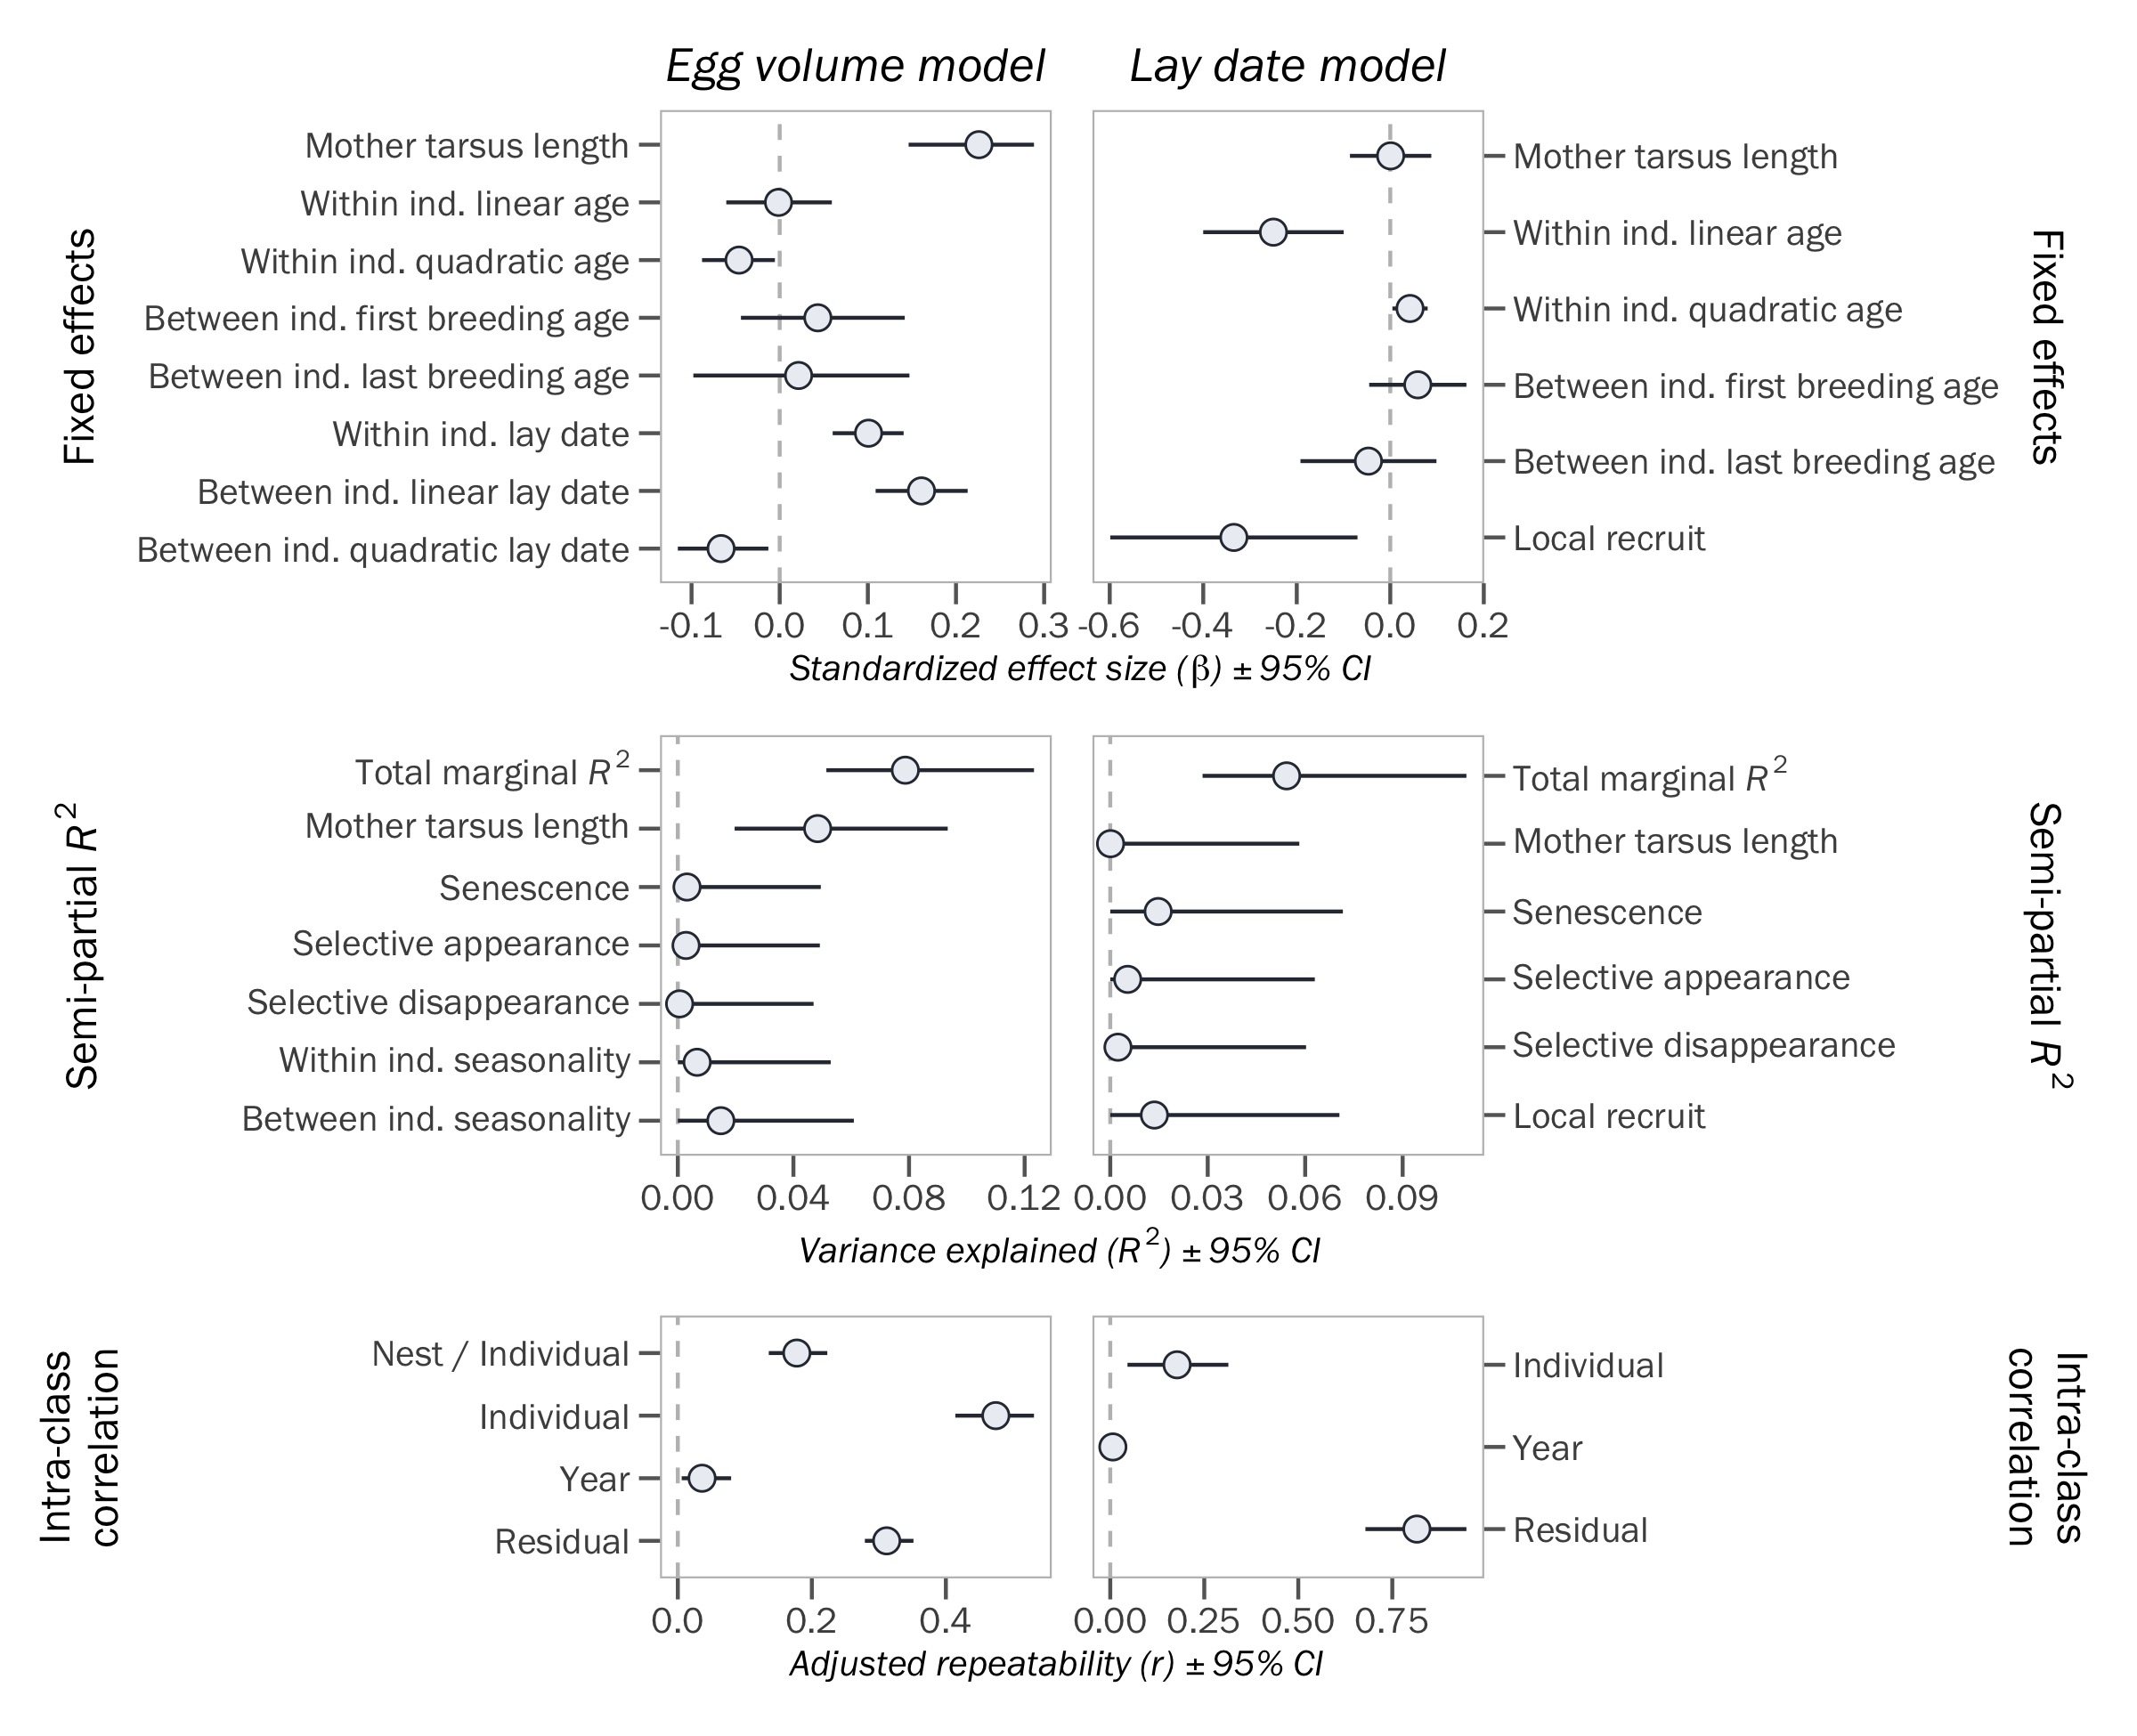 Egg volume model
Lay date model
Fixed effects
Mother tarsus length
Within ind. linear age
Within ind. quadratic age
Between ind. first breeding age
Between ind. last breeding age
Within ind. lay date
Between ind. linear lay date
Between ind. quadratic lay date
-0.1 0.0 0.1 0.2 0.3
Mother tarsus length
Within ind. linear age
Within ind. quadratic age
Between ind. first breeding age
Between ind. last breeding age
Local recruit
Fixed effects
-0.6 -0.4 -0.2 0.0 0.2
Standardized effect size (β) ± 95% CI
Semi-partial R²
Total marginal R²
Mother tarsus length
Senescence
Selective appearance
Selective disappearance
Within ind. seasonality
Between ind. seasonality
0.00 0.04 0.08 0.12
Total marginal R²
Mother tarsus length
Senescence
Selective appearance
Selective disappearance
Local recruit
Semi-partial R²
0.00 0.03 0.06 0.09
Variance explained (R²) ± 95% CI
Intra-class
correlation
Nest / Individual
Individual
Year
Residual
0.0 0.2 0.4
Individual
Year
Residual
Intra-class
correlation
0.00 0.25 0.50 0.75
Adjusted repeatability (r) ± 95% CI